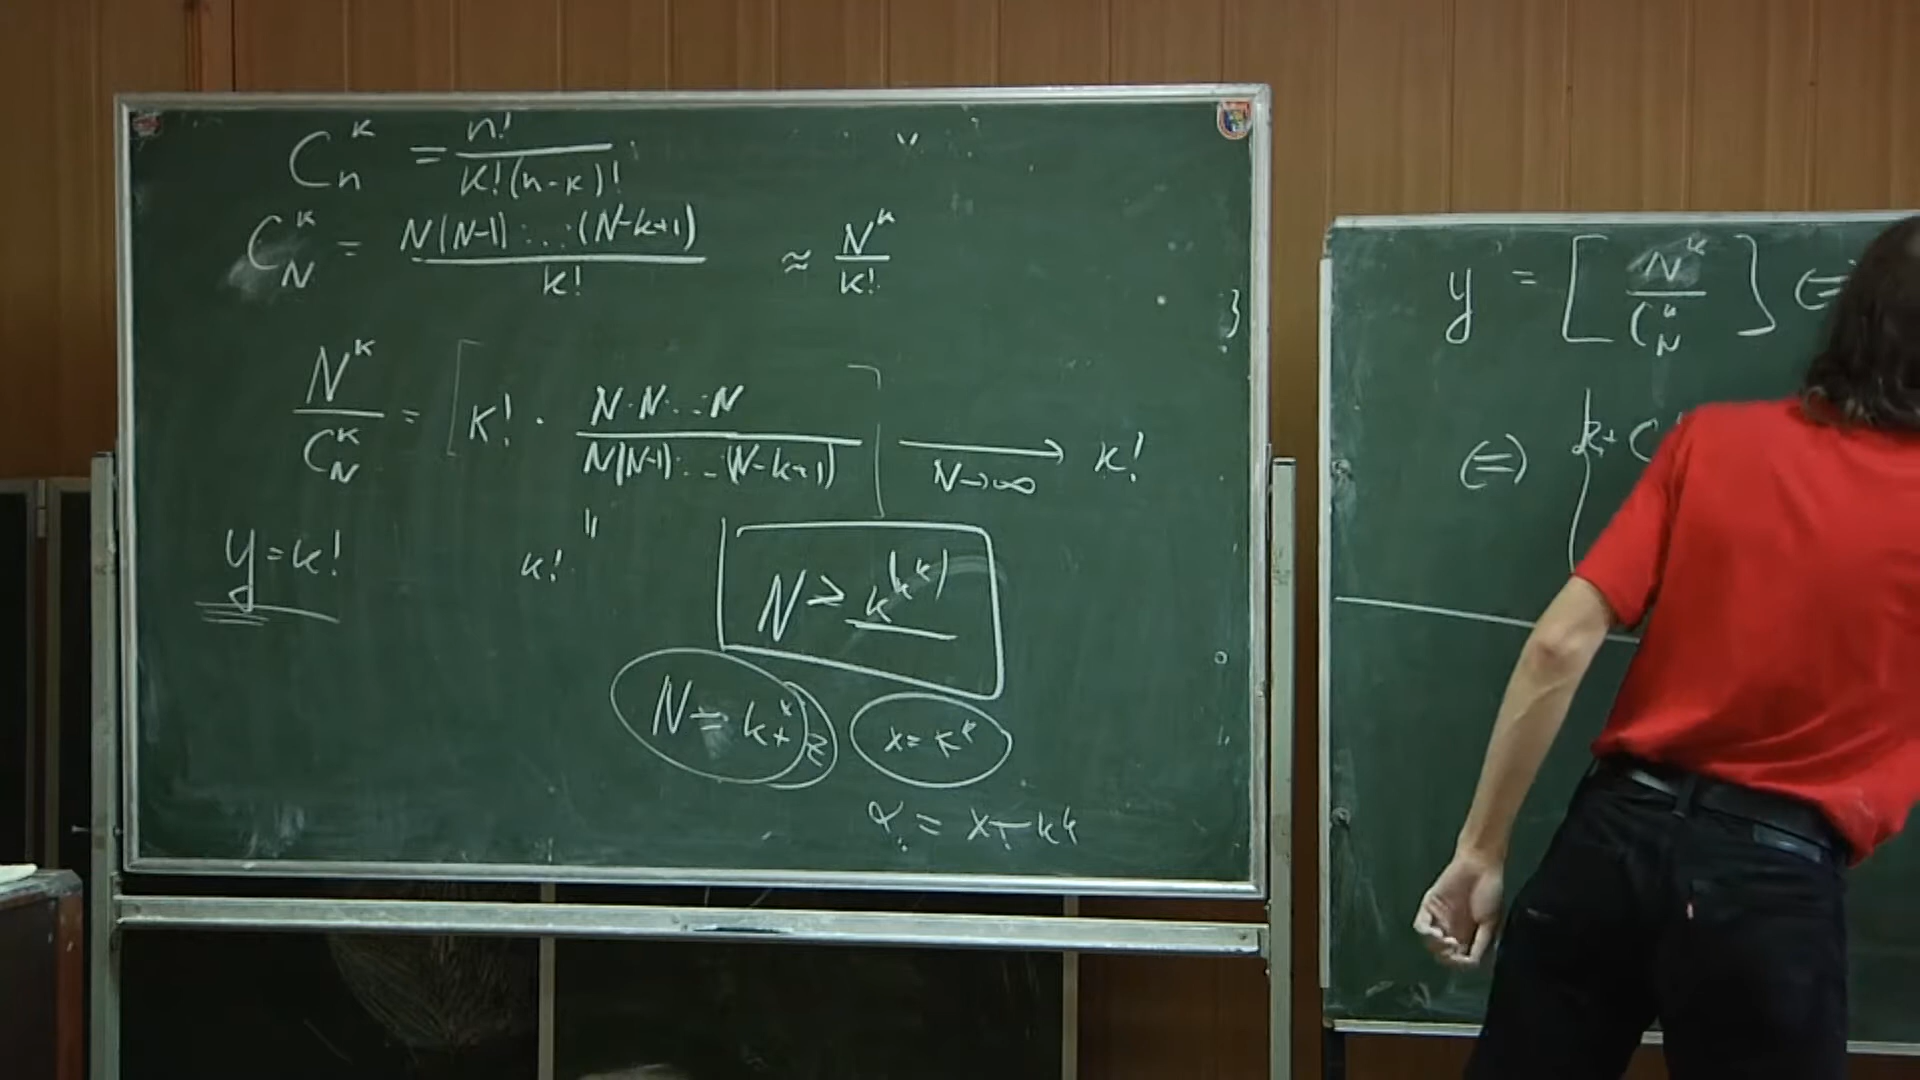 C_n^k = n! / k!(n-k)!
C_N^k = N(N-1)·...·(N-k+1) / k! ≈ N^k / k!
N^k / C_N^k = [k! · N·N·...·N / N(N-1)·...·(N-k+1)] → N→∞ k!
y=k!
k!
N ≥ k^(k^k)
N = k+
x = k^k
α = x + k^k
y = [N^k / C_N^k] ⇔
⇔